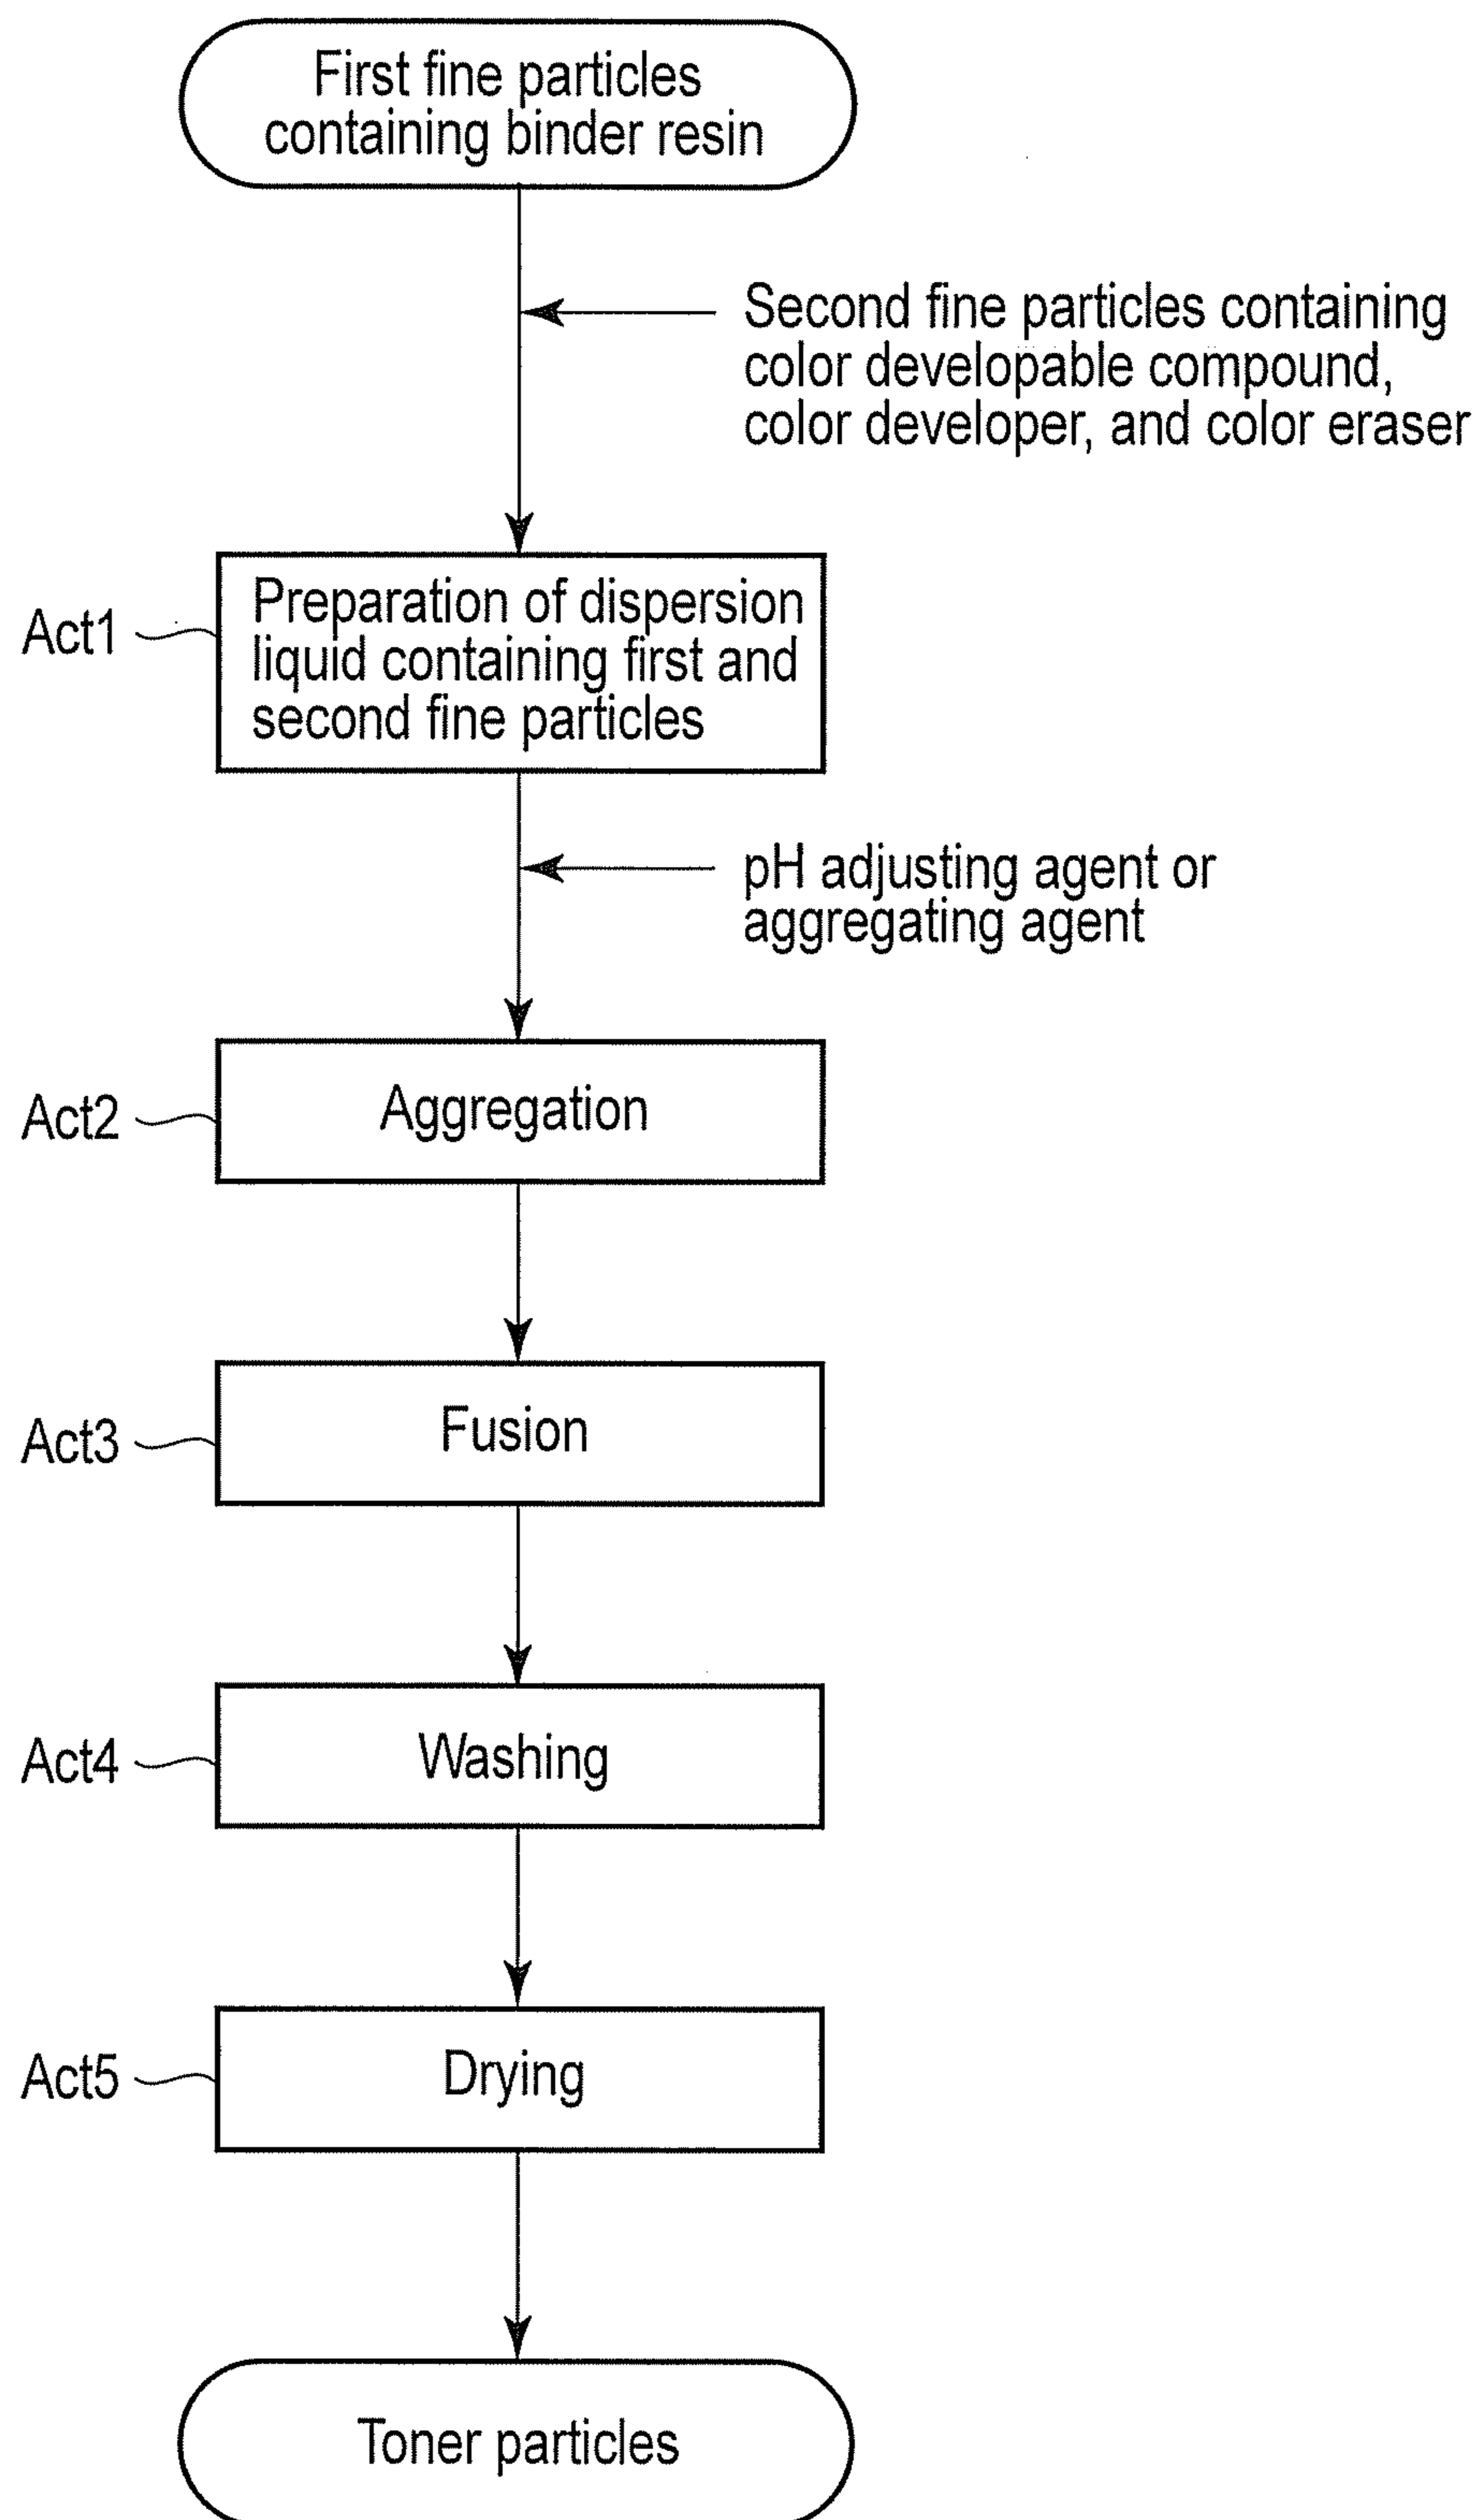 First fine particles
containing binder resin
Second fine particles containing
color developable compound,
color developer, and color eraser
Act1
Preparation of dispersion
liquid containing first and
second fine particles
pH adjusting agent or
aggregating agent
Act2
Aggregation
Act3
Fusion
Act4
Washing
Act5
Drying
Toner particles